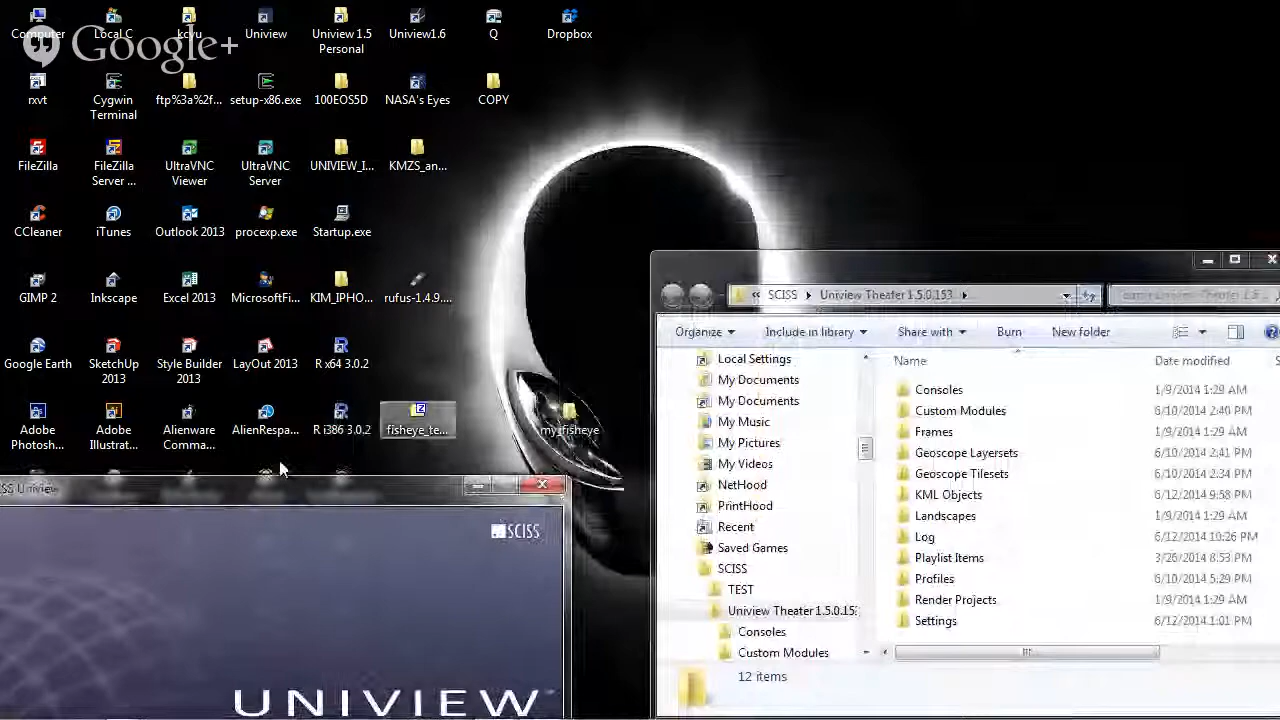 Computer
Local C
kcyu
Uniview
Uniview 1.5
Personal
Uniview1.6
Q
Dropbox
Google+
rxvt
Cygwin
Terminal
ftp%3a%2f...
setup-x86.exe
100EOS5D
NASA's Eyes
COPY
FileZilla
FileZilla
Server ...
UltraVNC
Viewer
UltraVNC
Server
UNIVIEW_I...
KMZS_an...
CCleaner
iTunes
Outlook 2013
procexp.exe
Startup.exe
GIMP 2
Inkscape
Excel 2013
MicrosoftFi...
KIM_IPHO...
rufus-1.4.9....
Google Earth
SketchUp
2013
Style Builder
2013
LayOut 2013
R x64 3.0.2
Adobe
Photosh...
Adobe
Illustrat...
Alienware
Comma...
AlienRespa...
R i386 3.0.2
fisheye_te...
my_fisheye
SS Uniview
SCISS
UNIVIEW
« SCISS Uniview Theater 1.5.0.153
Organize Include in library Share with Burn New folder
Local Settings
My Documents
My Documents
My Music
My Pictures
My Videos
NetHood
PrintHood
Recent
Saved Games
SCISS
TEST
Uniview Theater 1.5.0.15
Consoles
Custom Modules
Name Date modified
Consoles 1/9/2014 1:29 AM
Custom Modules 6/10/2014 2:40 PM
Frames 1/9/2014 1:29 AM
Geoscope Layersets 6/10/2014 2:41 PM
Geoscope Tilesets 6/10/2014 2:34 PM
KML Objects 6/12/2014 9:58 PM
Landscapes 1/9/2014 1:29 AM
Log 6/12/2014 10:26 PM
Playlist Items 3/26/2014 8:53 PM
Profiles 6/10/2014 5:29 PM
Render Projects 1/9/2014 1:29 AM
Settings 6/12/2014 1:01 PM
12 items